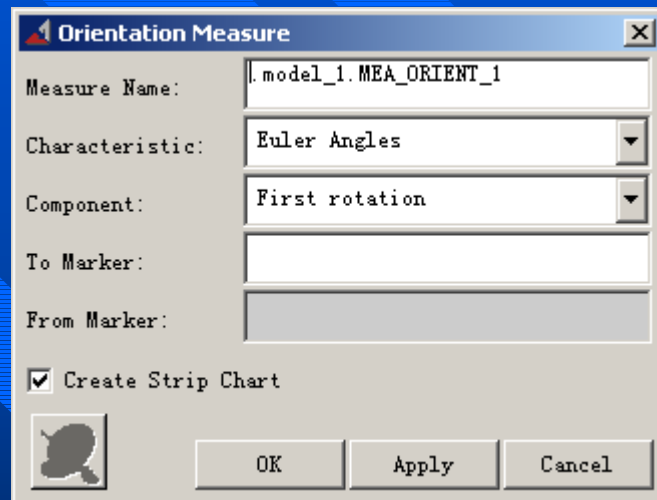 Orientation Measure
Measure Name: .model_1.MEA_ORIENT_1
Characteristic: Euler Angles
Component: First rotation
To Marker:
From Marker:
Create Strip Chart
OK Apply Cancel